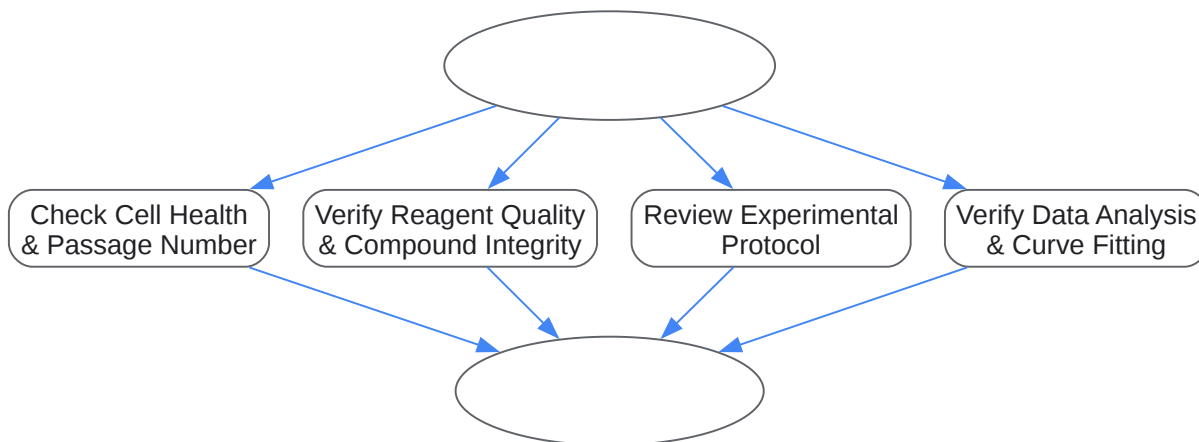 Check Cell Health
& Passage Number
Verify Reagent Quality
& Compound Integrity
Review Experimental
Protocol
Verify Data Analysis
& Curve Fitting